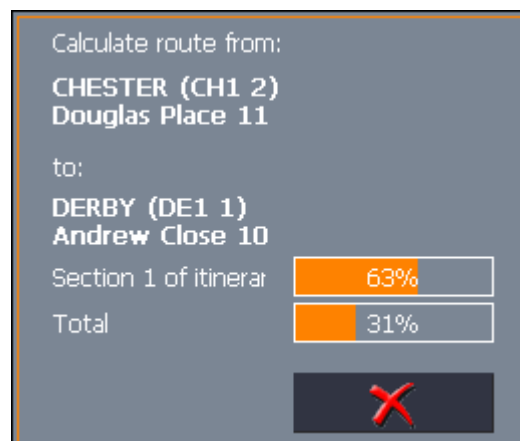 Calculate route from:
CHESTER (CH1 2)
Douglas Place 11
to:
DERBY (DE1 1)
Andrew Close 10
Section 1 of itinerar 63%
Total 31%